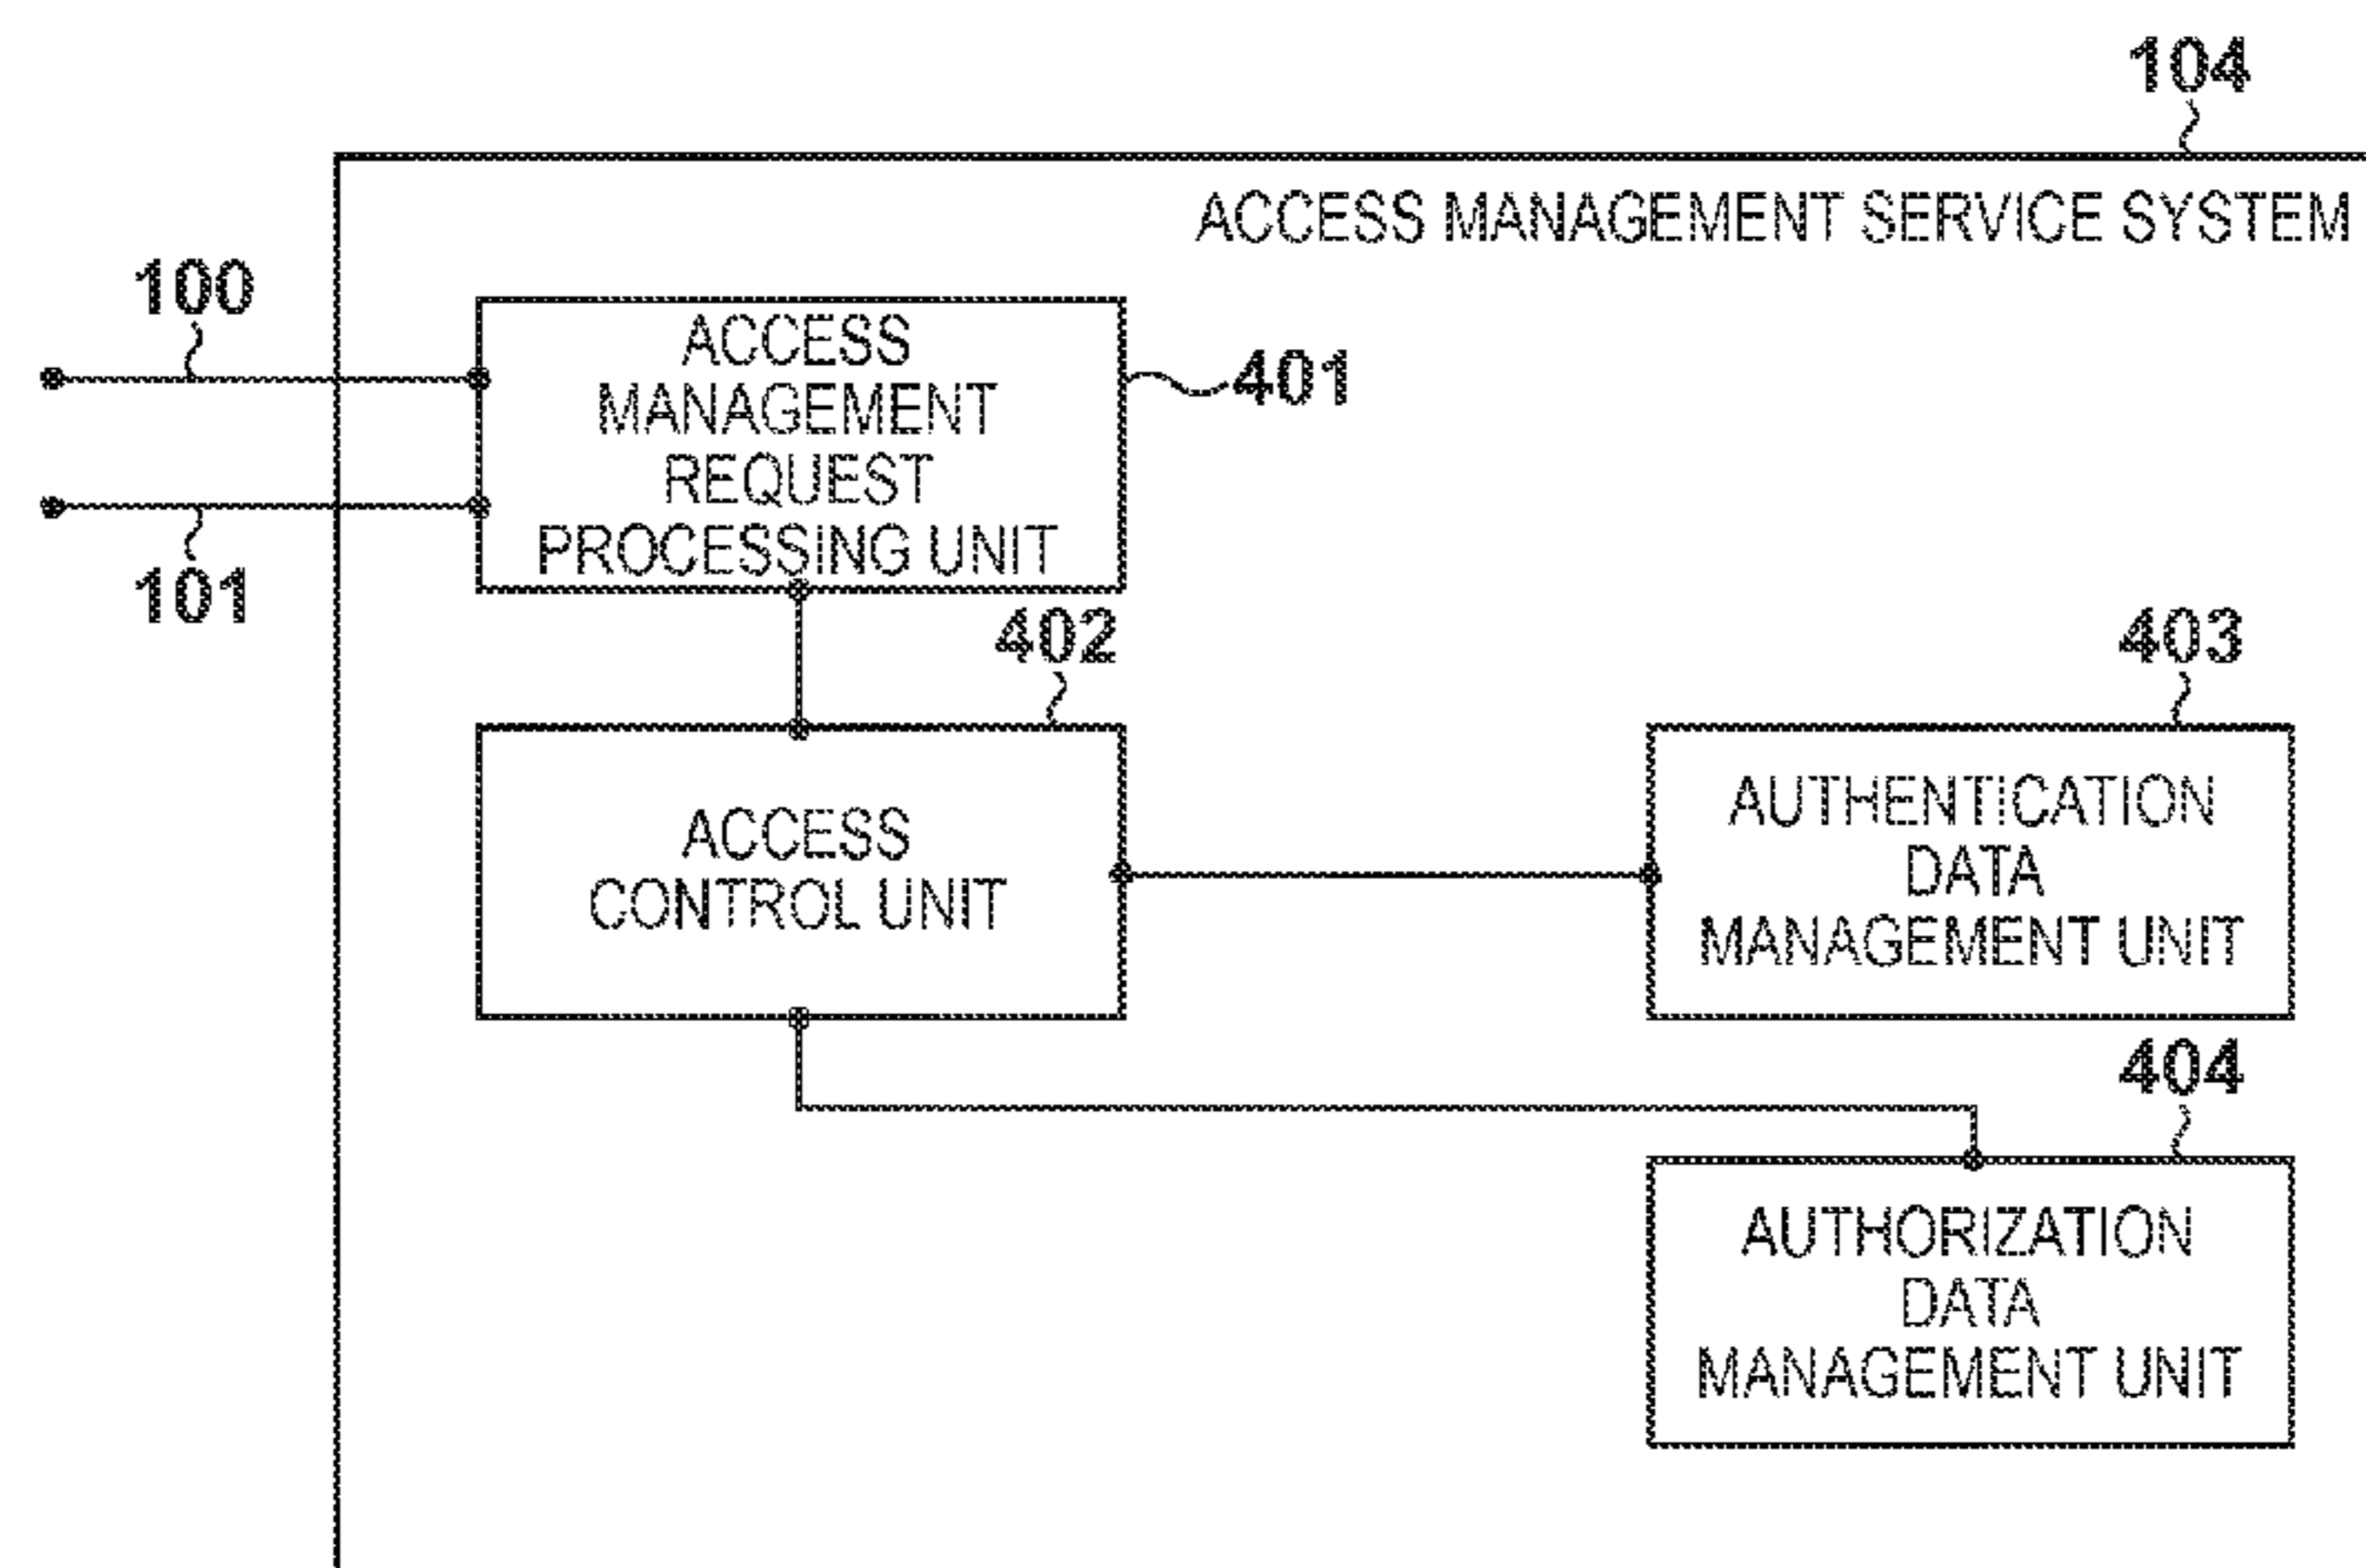 104
ACCESS MANAGEMENT SERVICE SYSTEM
100
ACCESS
MANAGEMENT
REQUEST
PROCESSING UNIT
401
101
402
403
ACCESS
CONTROL UNIT
AUTHENTICATION
DATA
MANAGEMENT UNIT
404
AUTHORIZATION
DATA
MANAGEMENT UNIT